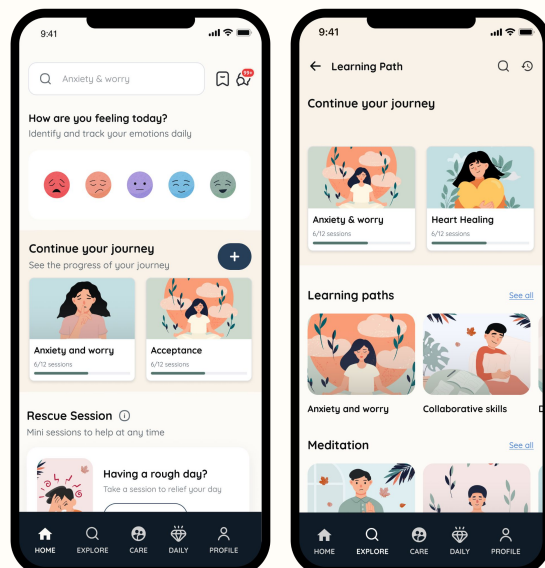 9:41
Anxiety & worry
99+
How are you feeling today?
Identify and track your emotions daily
Continue your journey
See the progress of your journey
+
Anxiety and worry
6/12 sessions
Acceptance
6/12 sessions
Rescue Session
Mini sessions to help at any time
Having a rough day?
Take a session to relief your day
HOME
EXPLORE
CARE
DAILY
PROFILE
9:41
Learning Path
Continue your journey
Anxiety & worry
6/12 sessions
Heart Healing
6/12 sessions
Learning paths
See all
Anxiety and worry
Collaborative skills
Meditation
See all
HOME
EXPLORE
CARE
DAILY
PROFILE